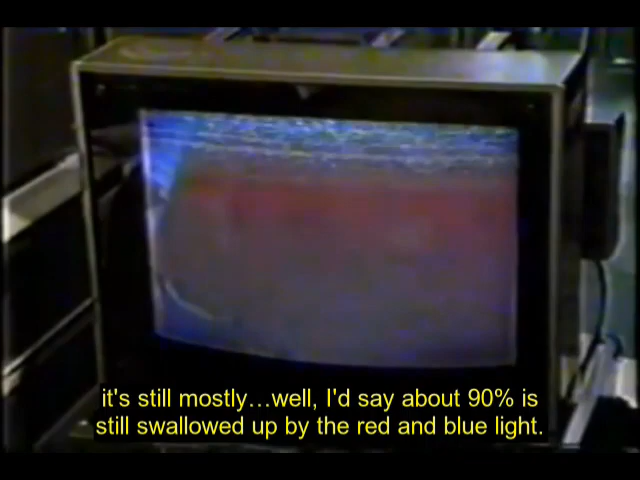 it's still mostly…well, I'd say about 90% is
still swallowed up by the red and blue light.